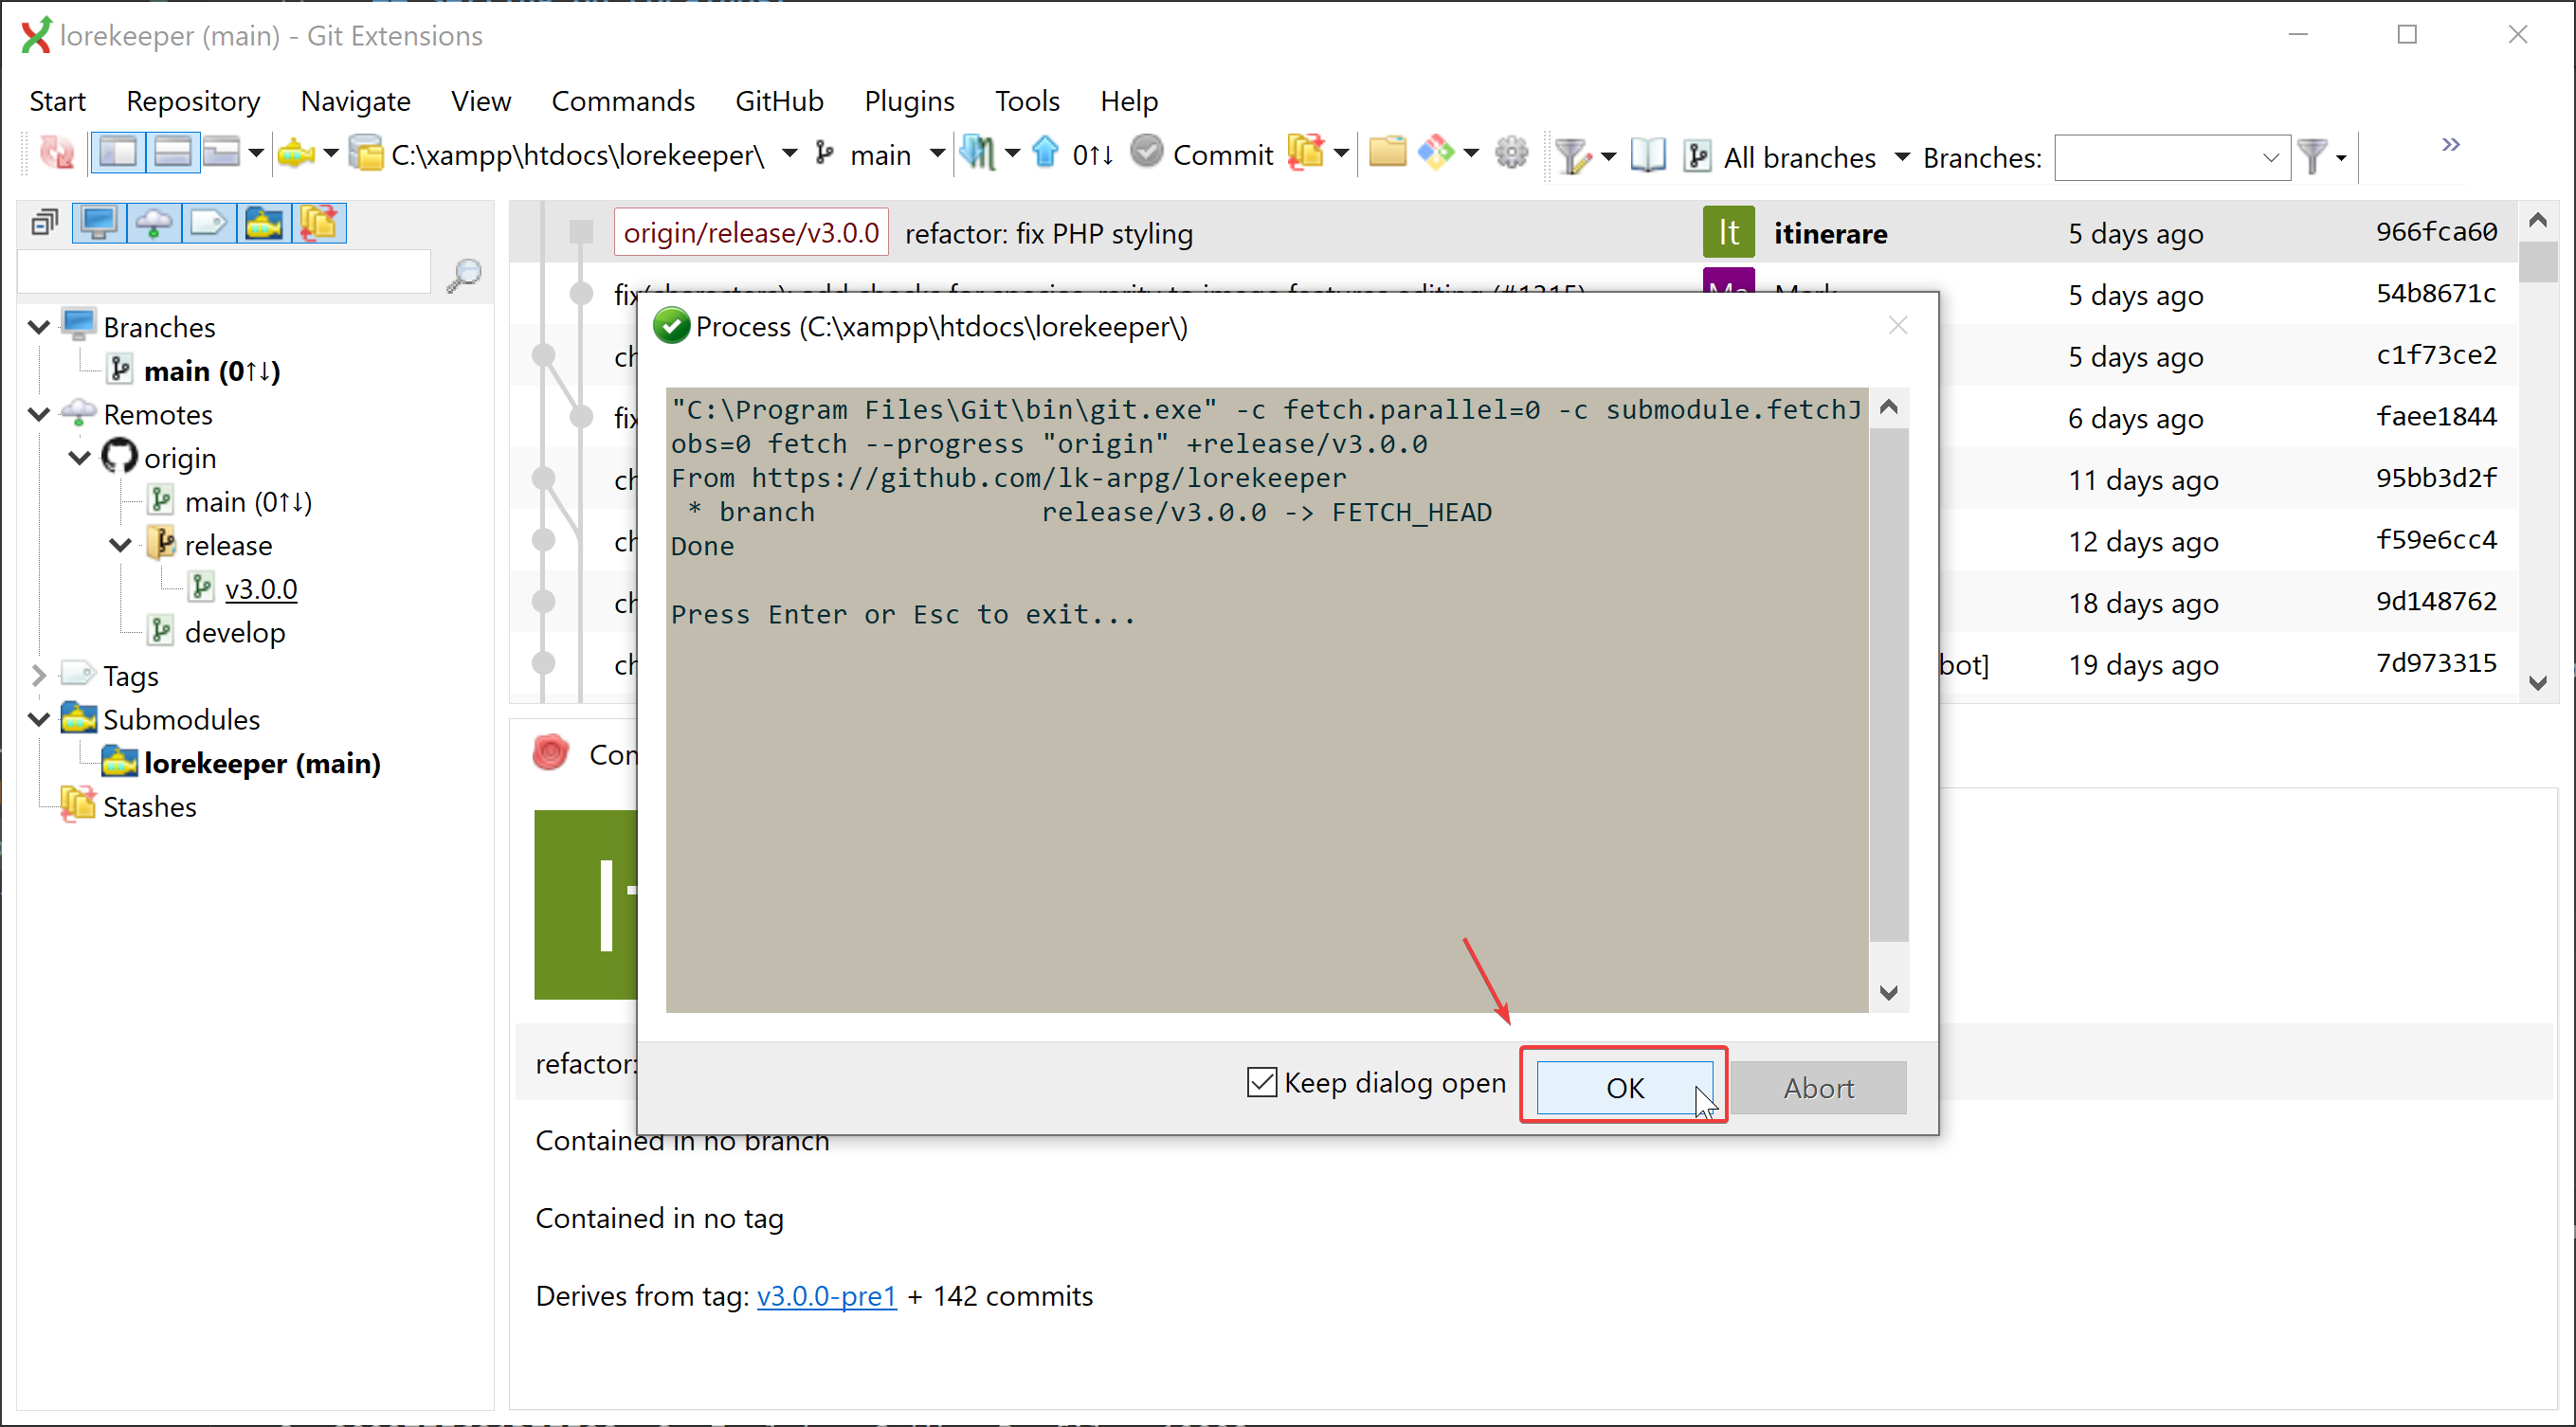 lorekeeper (main) - Git Extensions
Start Repository Navigate View Commands GitHub Plugins Tools Help
C:\xampp\htdocs\lorekeeper\ main 0↑↓ Commit All branches Branches: »
origin/release/v3.0.0 refactor: fix PHP styling It itinerare 5 days ago 966fca60
5 days ago 54b8671c
ch 5 days ago c1f73ce2
fix 6 days ago faee1844
ch 11 days ago 95bb3d2f
ch 12 days ago f59e6cc4
ch 18 days ago 9d148762
ch bot] 19 days ago 7d973315
Branches
main (0↑↓)
Remotes
origin
main (0↑↓)
release
v3.0.0
develop
Tags
Submodules
lorekeeper (main)
Stashes
Process (C:\xampp\htdocs\lorekeeper\)
"C:\Program Files\Git\bin\git.exe" -c fetch.parallel=0 -c submodule.fetchJ
obs=0 fetch --progress "origin" +release/v3.0.0
From https://github.com/lk-arpg/lorekeeper
* branch release/v3.0.0 -> FETCH_HEAD
Done
Press Enter or Esc to exit...
Keep dialog open OK Abort
Con
refactor:
Contained in no branch
Contained in no tag
Derives from tag: v3.0.0-pre1 + 142 commits